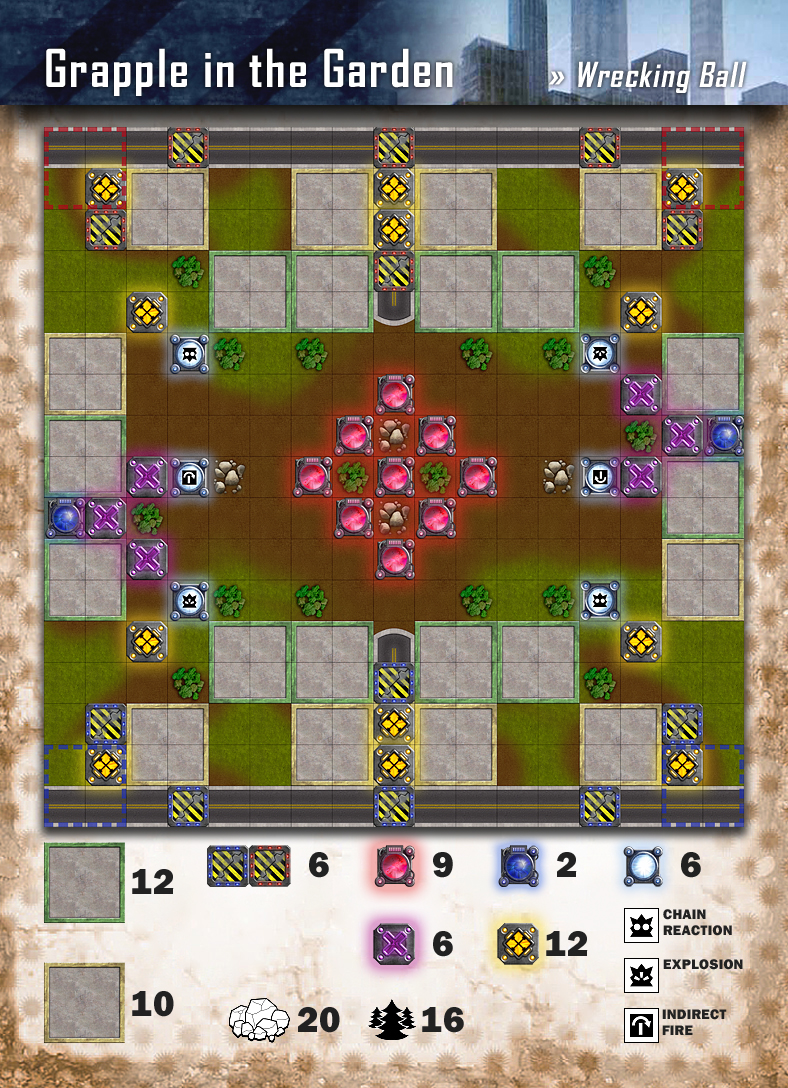 Grapple in the Garden
» Wrecking Ball
12
6
9
2
6
CHAIN
REACTION
6
12
EXPLOSION
10
20
16
INDIRECT
FIRE